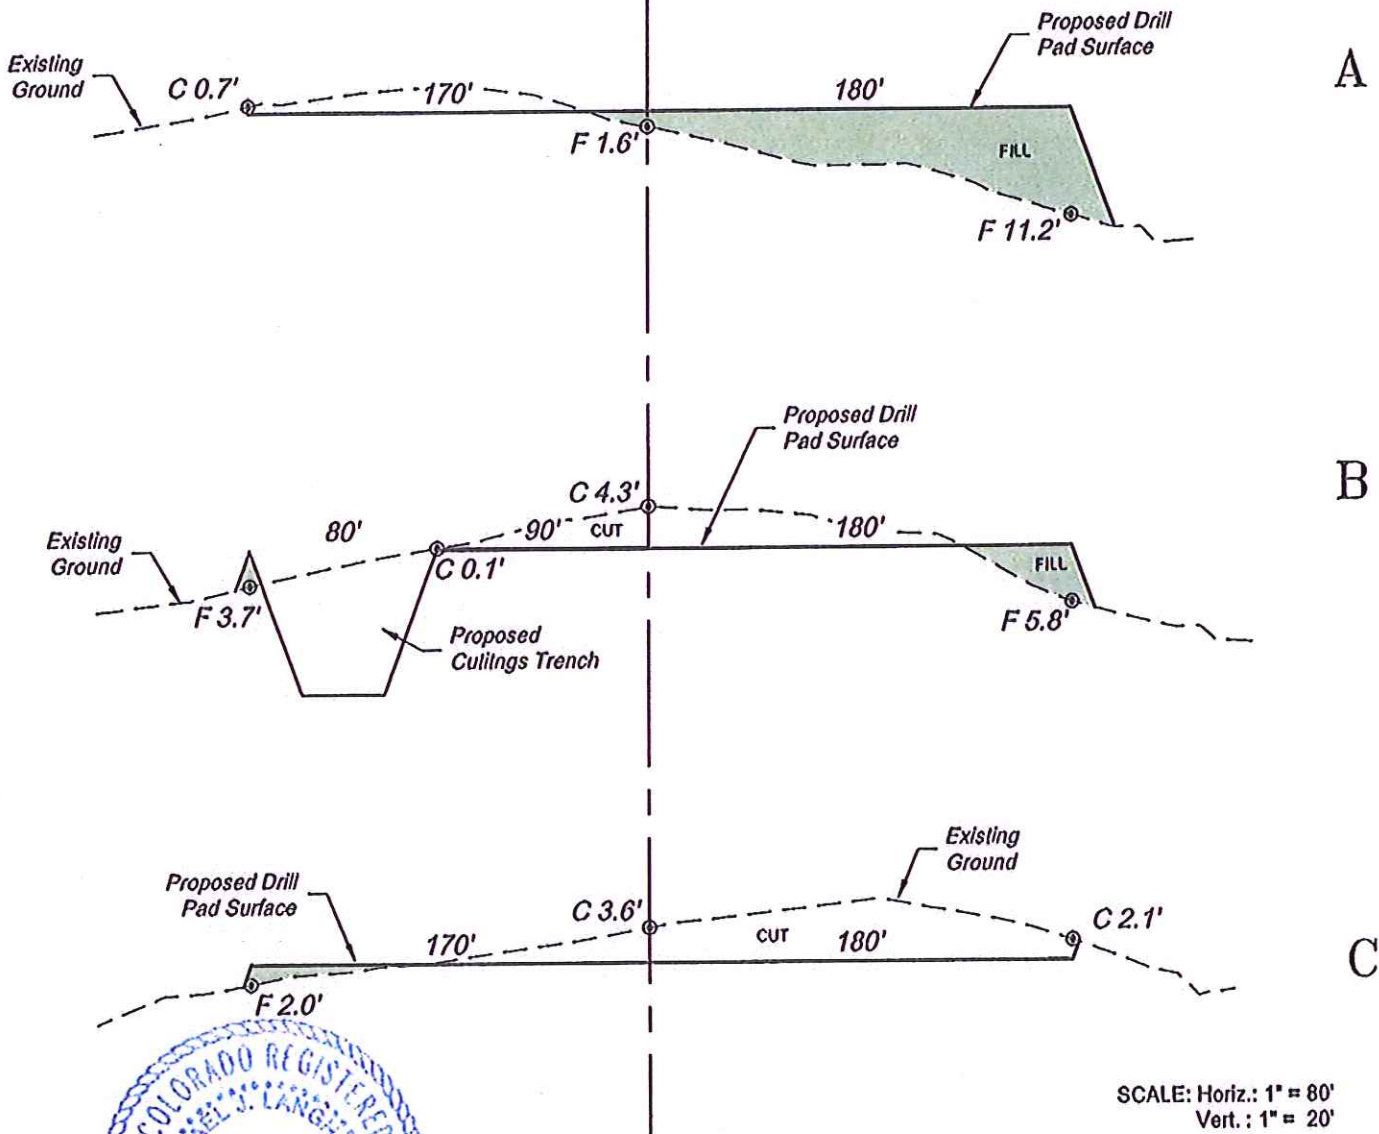 Proposed Drill
Pad Surface
A
Existing
Ground
C 0.7'
170'
180'
F 1.6'
FILL
F 11.2'
Proposed Drill
Pad Surface
B
C 4.3'
80'
90'
CUT
180'
Existing
Ground
C 0.1'
FILL
F 3.7'
F 5.8'
Proposed
Cuttings Trench
Existing
Ground
Proposed Drill
Pad Surface
C 3.6'
C 2.1'
170'
CUT
180'
C
F 2.0'
COLORADO REGISTERED
SCALE: Horiz.: 1" = 80'
Vert.: 1" = 20'